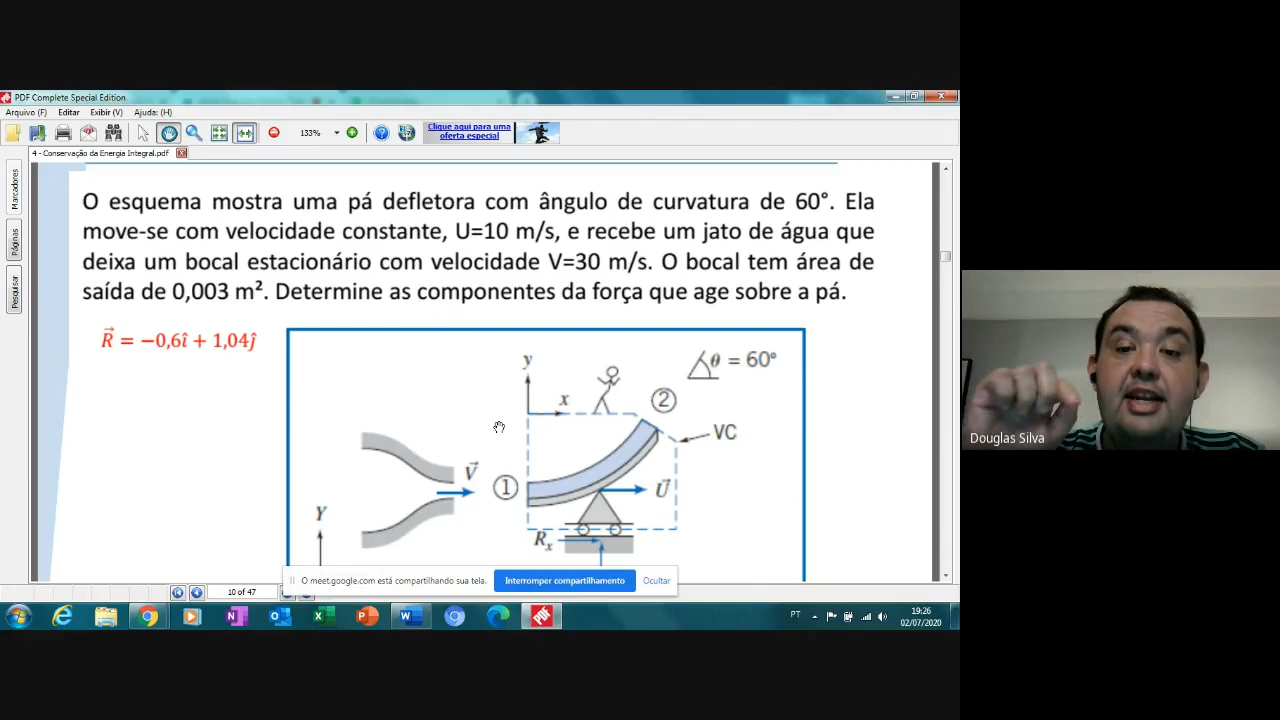 PDF Complete Special Edition
Arquivo (F) Editar Exibir (V) Ajuda: (H)
133%
Clique aqui para uma
oferta especial
4 - Conservação da Energia Integral.pdf
Marcadores
Páginas
Pesquisar
O esquema mostra uma pá defletora com ângulo de curvatura de 60°. Ela
move-se com velocidade constante, U=10 m/s, e recebe um jato de água que
deixa um bocal estacionário com velocidade V=30 m/s. O bocal tem área de
saída de 0,003 m². Determine as componentes da força que age sobre a pá.
R⃗ = −0,6î + 1,04ĵ
y
x
θ = 60°
②
VC
V⃗
①
U⃗
Y
Rₓ
O meet.google.com está compartilhando sua tela. Interromper compartilhamento Ocultar
10 of 47
PT
19:26
02/07/2020
Douglas Silva